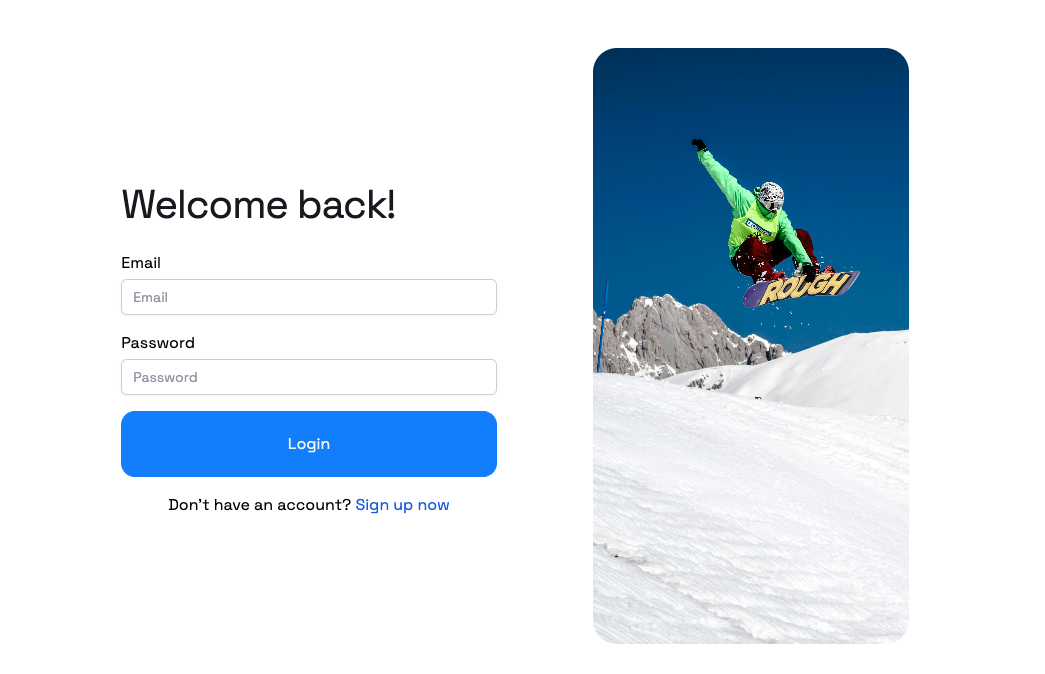 Welcome back!
Email
Email
Password
Password
Login
Don't have an account? Sign up now
ROUGH